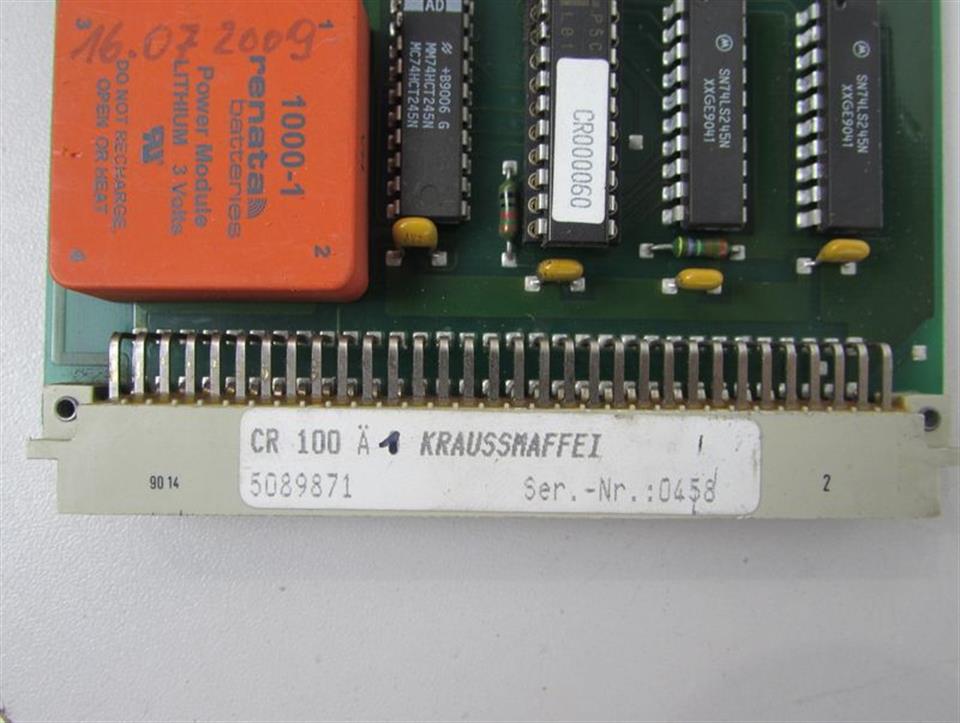 3
1
16.07 2009
1000-1
renata
batteries
Power Module
LITHIUM 3 Volts
DO NOT RECHARGE,
OPEN OR HEAT
2
AD
+B9006 G
MM74HCT245N
MC74HCT245N
P5C
CR000060
SN74LS245N
XXGE9041
SN74LS245N
XXGE9041
CR 100 Ä 1 KRAUSSMAFFEI
5089871 Ser.-Nr.:0458
9014
2